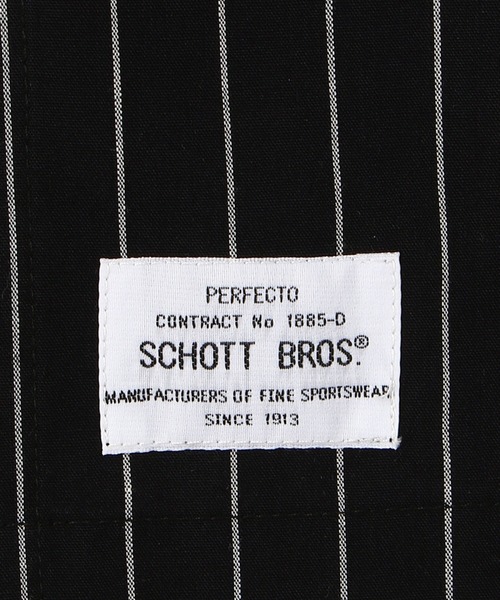 PERFECTO
CONTRACT No 1885-D
SCHOTT BROS.®
MANUFACTURERS OF FINE SPORTSWEAR
SINCE 1913